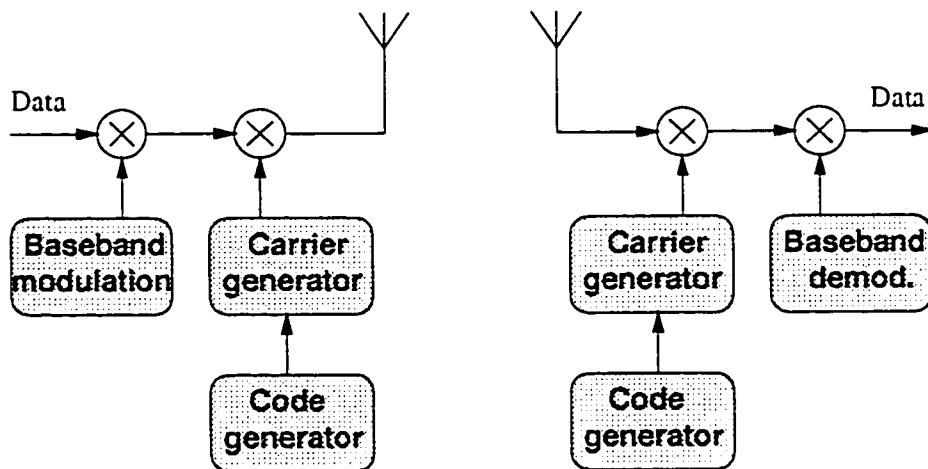 Data
Data
Baseband
modulation
Carrier
generator
Carrier
generator
Baseband
demod.
Code
generator
Code
generator